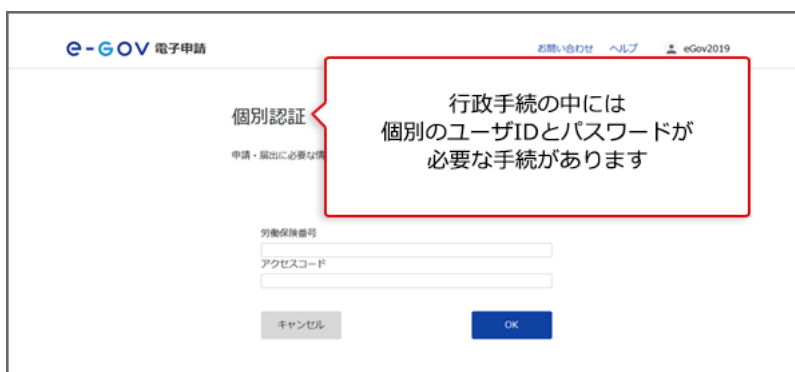 e-GOV 電子申請
お問い合わせ ヘルプ eGov2019
個別認証
行政手続の中には
個別のユーザIDとパスワードが
必要な手続があります
申請・届出に必要な情
労働保険番号
アクセスコード
キャンセル OK